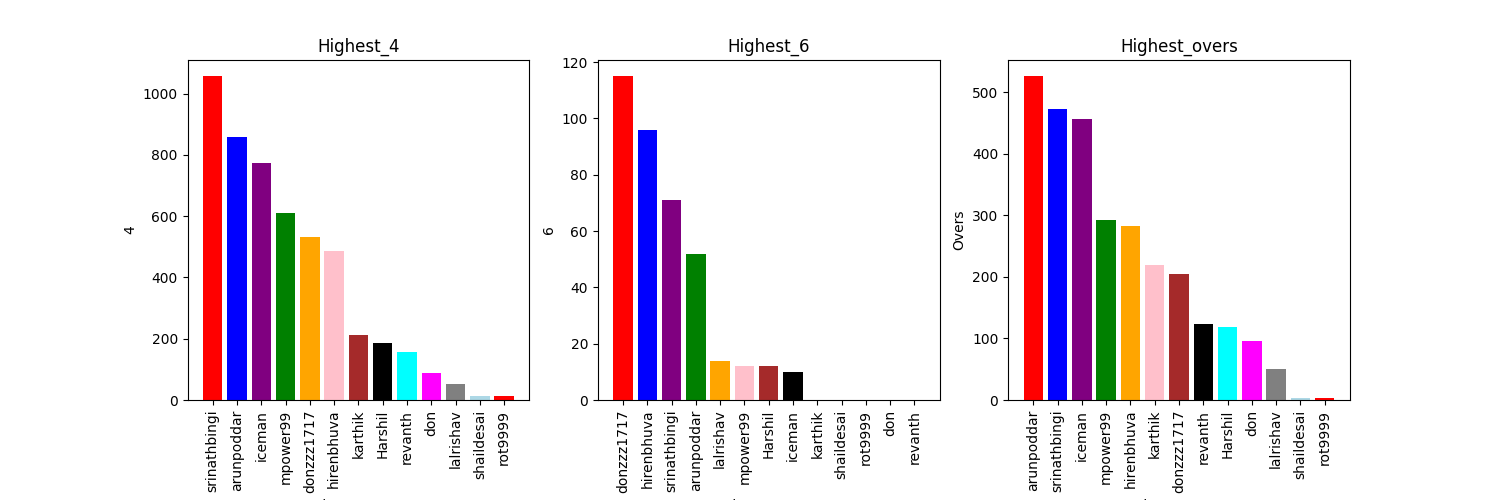 Highest_4
4
1000
800
600
400
200
0
srinathbingi
arunpoddar
iceman
mpower99
donzzz1717
hirenbhuva
karthik
Harshil
revanth
don
lalrishav
shaildesai
rot9999
Highest_6
6
120
100
80
60
40
20
0
donzzz1717
hirenbhuva
srinathbingi
arunpoddar
lalrishav
mpower99
Harshil
iceman
karthik
shaildesai
rot9999
don
revanth
Highest_overs
Overs
500
400
300
200
100
0
arunpoddar
srinathbingi
iceman
mpower99
hirenbhuva
karthik
donzzz1717
revanth
Harshil
don
lalrishav
shaildesai
rot9999